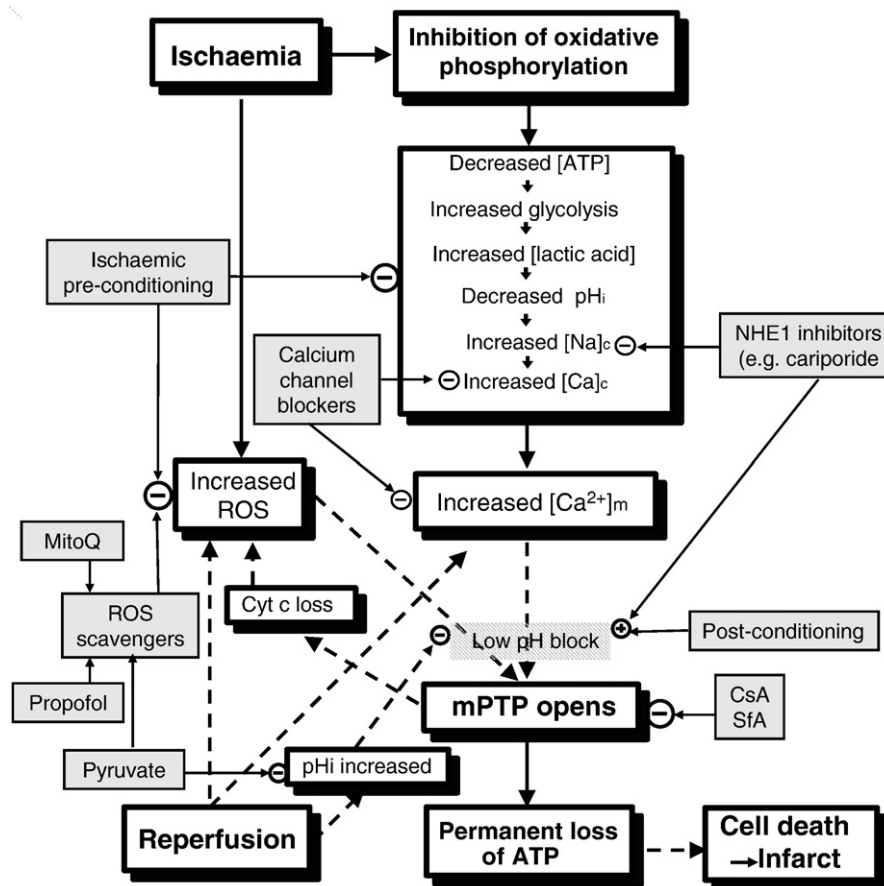 Ischaemia
Inhibition of oxidative
phosphorylation
Decreased [ATP]
Increased glycolysis
Increased [lactic acid]
Decreased pHi
Increased [Na]c
Increased [Ca]c
Ischaemic
pre-conditioning
Calcium
channel
blockers
NHE1 inhibitors
(e.g. cariporide
Increased
ROS
Increased [Ca²⁺]m
MitoQ
ROS
scavengers
Cyt c loss
Low pH block
Post-conditioning
Propofol
mPTP opens
CsA
SfA
Pyruvate
pHi increased
Reperfusion
Permanent loss
of ATP
Cell death
→Infarct